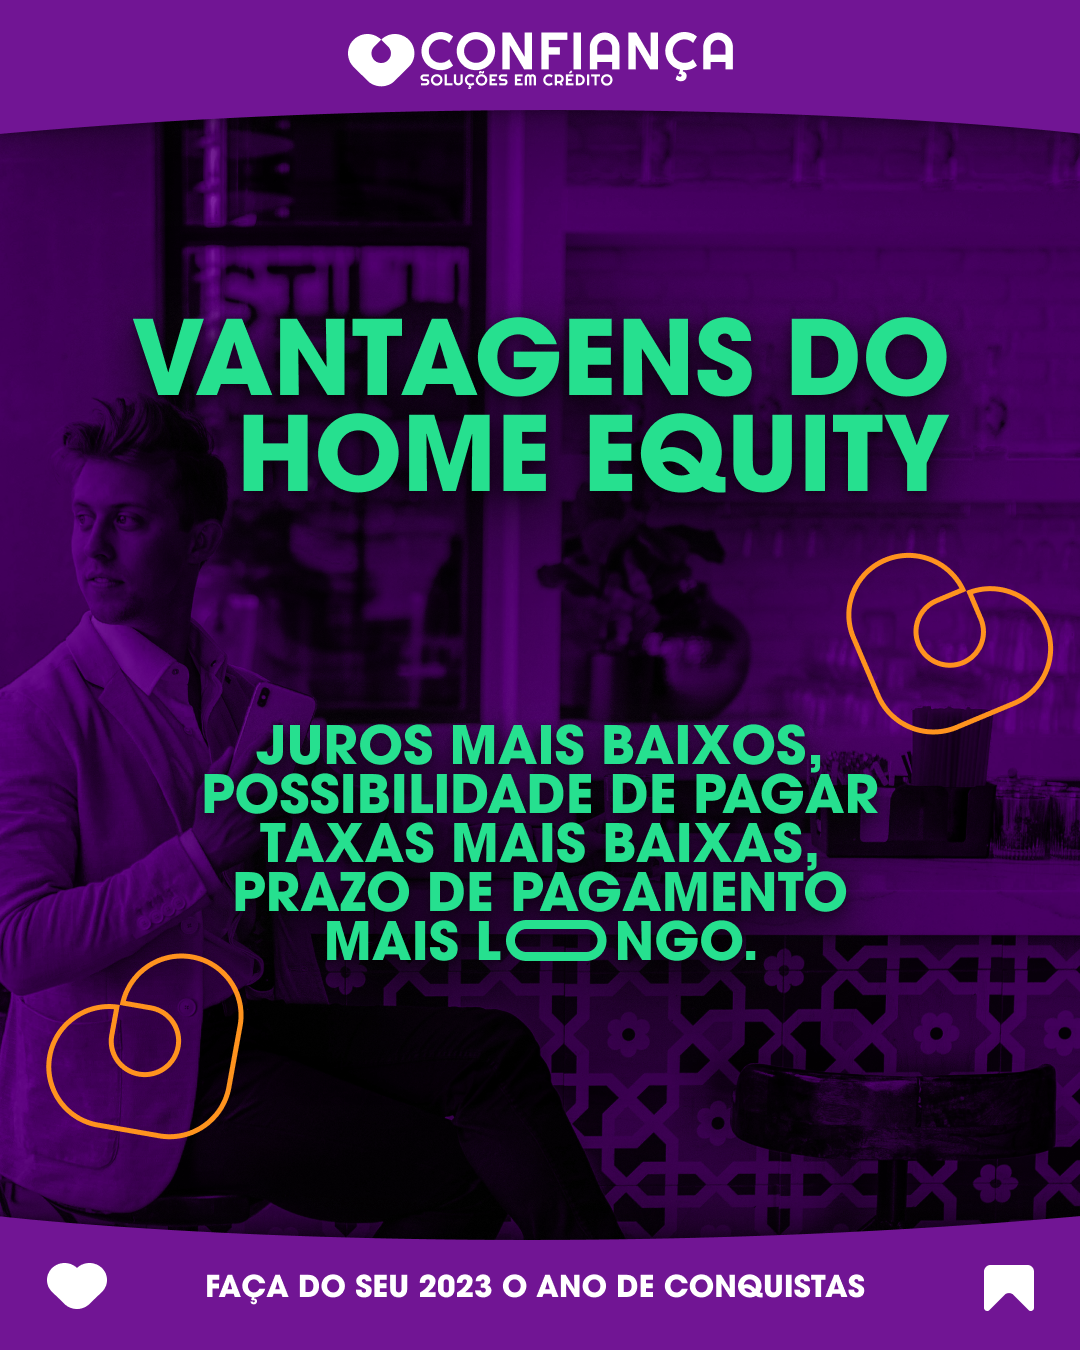 CONFIANÇA
SOLUÇÕES EM CRÉDITO
VANTAGENS DO
HOME EQUITY
JUROS MAIS BAIXOS,
POSSIBILIDADE DE PAGAR
TAXAS MAIS BAIXAS,
PRAZO DE PAGAMENTO
MAIS LONGO.
FAÇA DO SEU 2023 O ANO DE CONQUISTAS